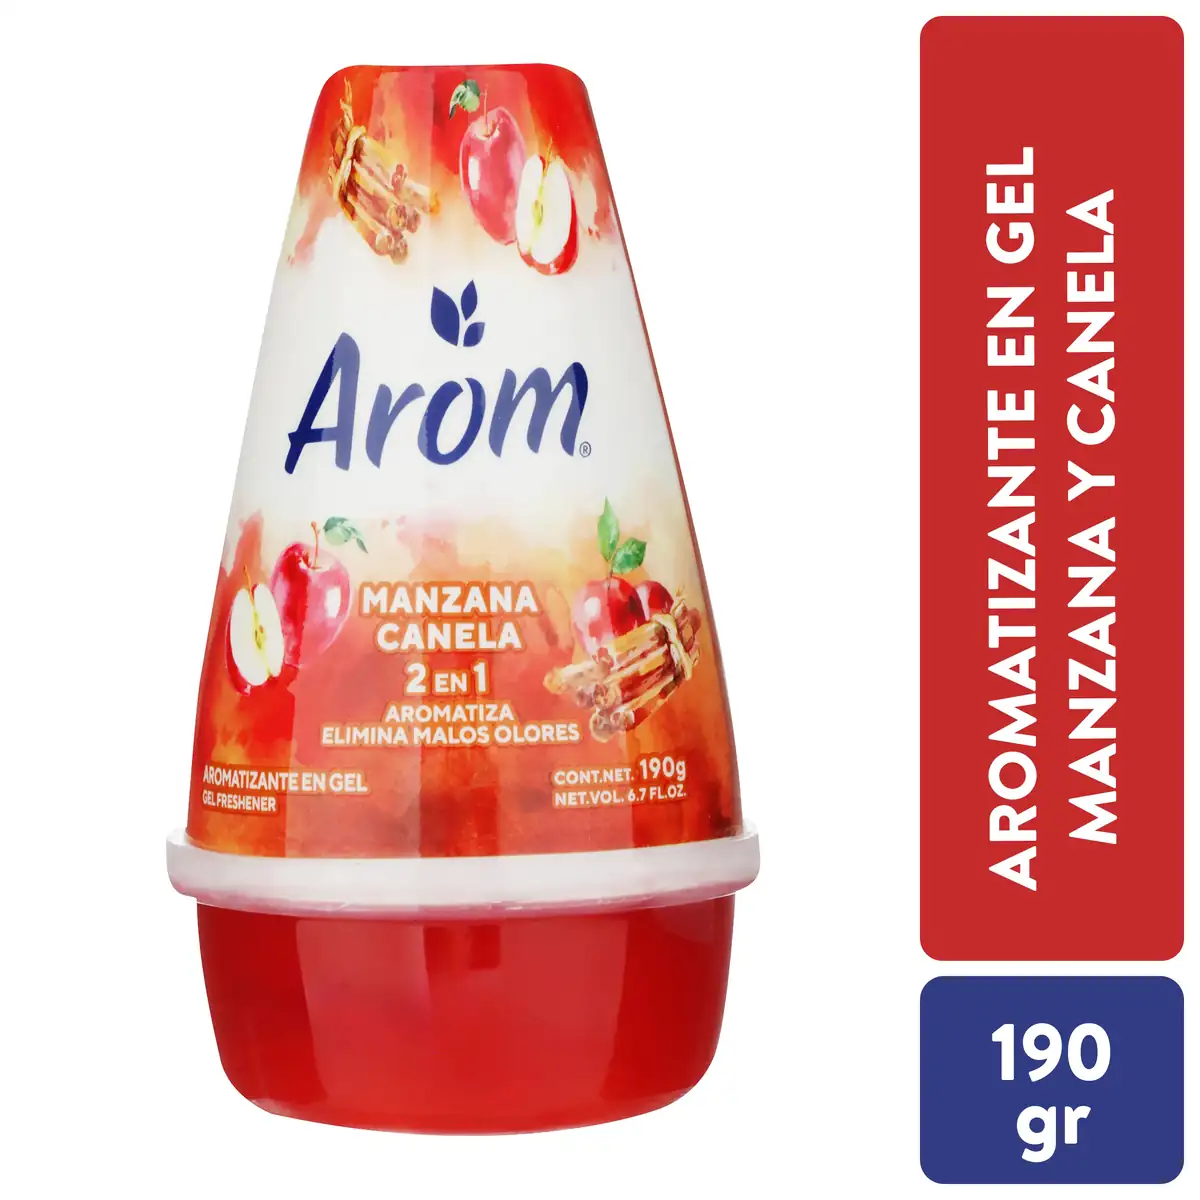 Arom®
MANZANA
CANELA
2 EN 1
AROMATIZA
ELIMINA MALOS OLORES
AROMATIZANTE EN GEL
GEL FRESHENER
CONT.NET. 190g
NET.VOL. 6.7 FL.OZ.
AROMATIZANTE EN GEL
MANZANA Y CANELA
190
gr